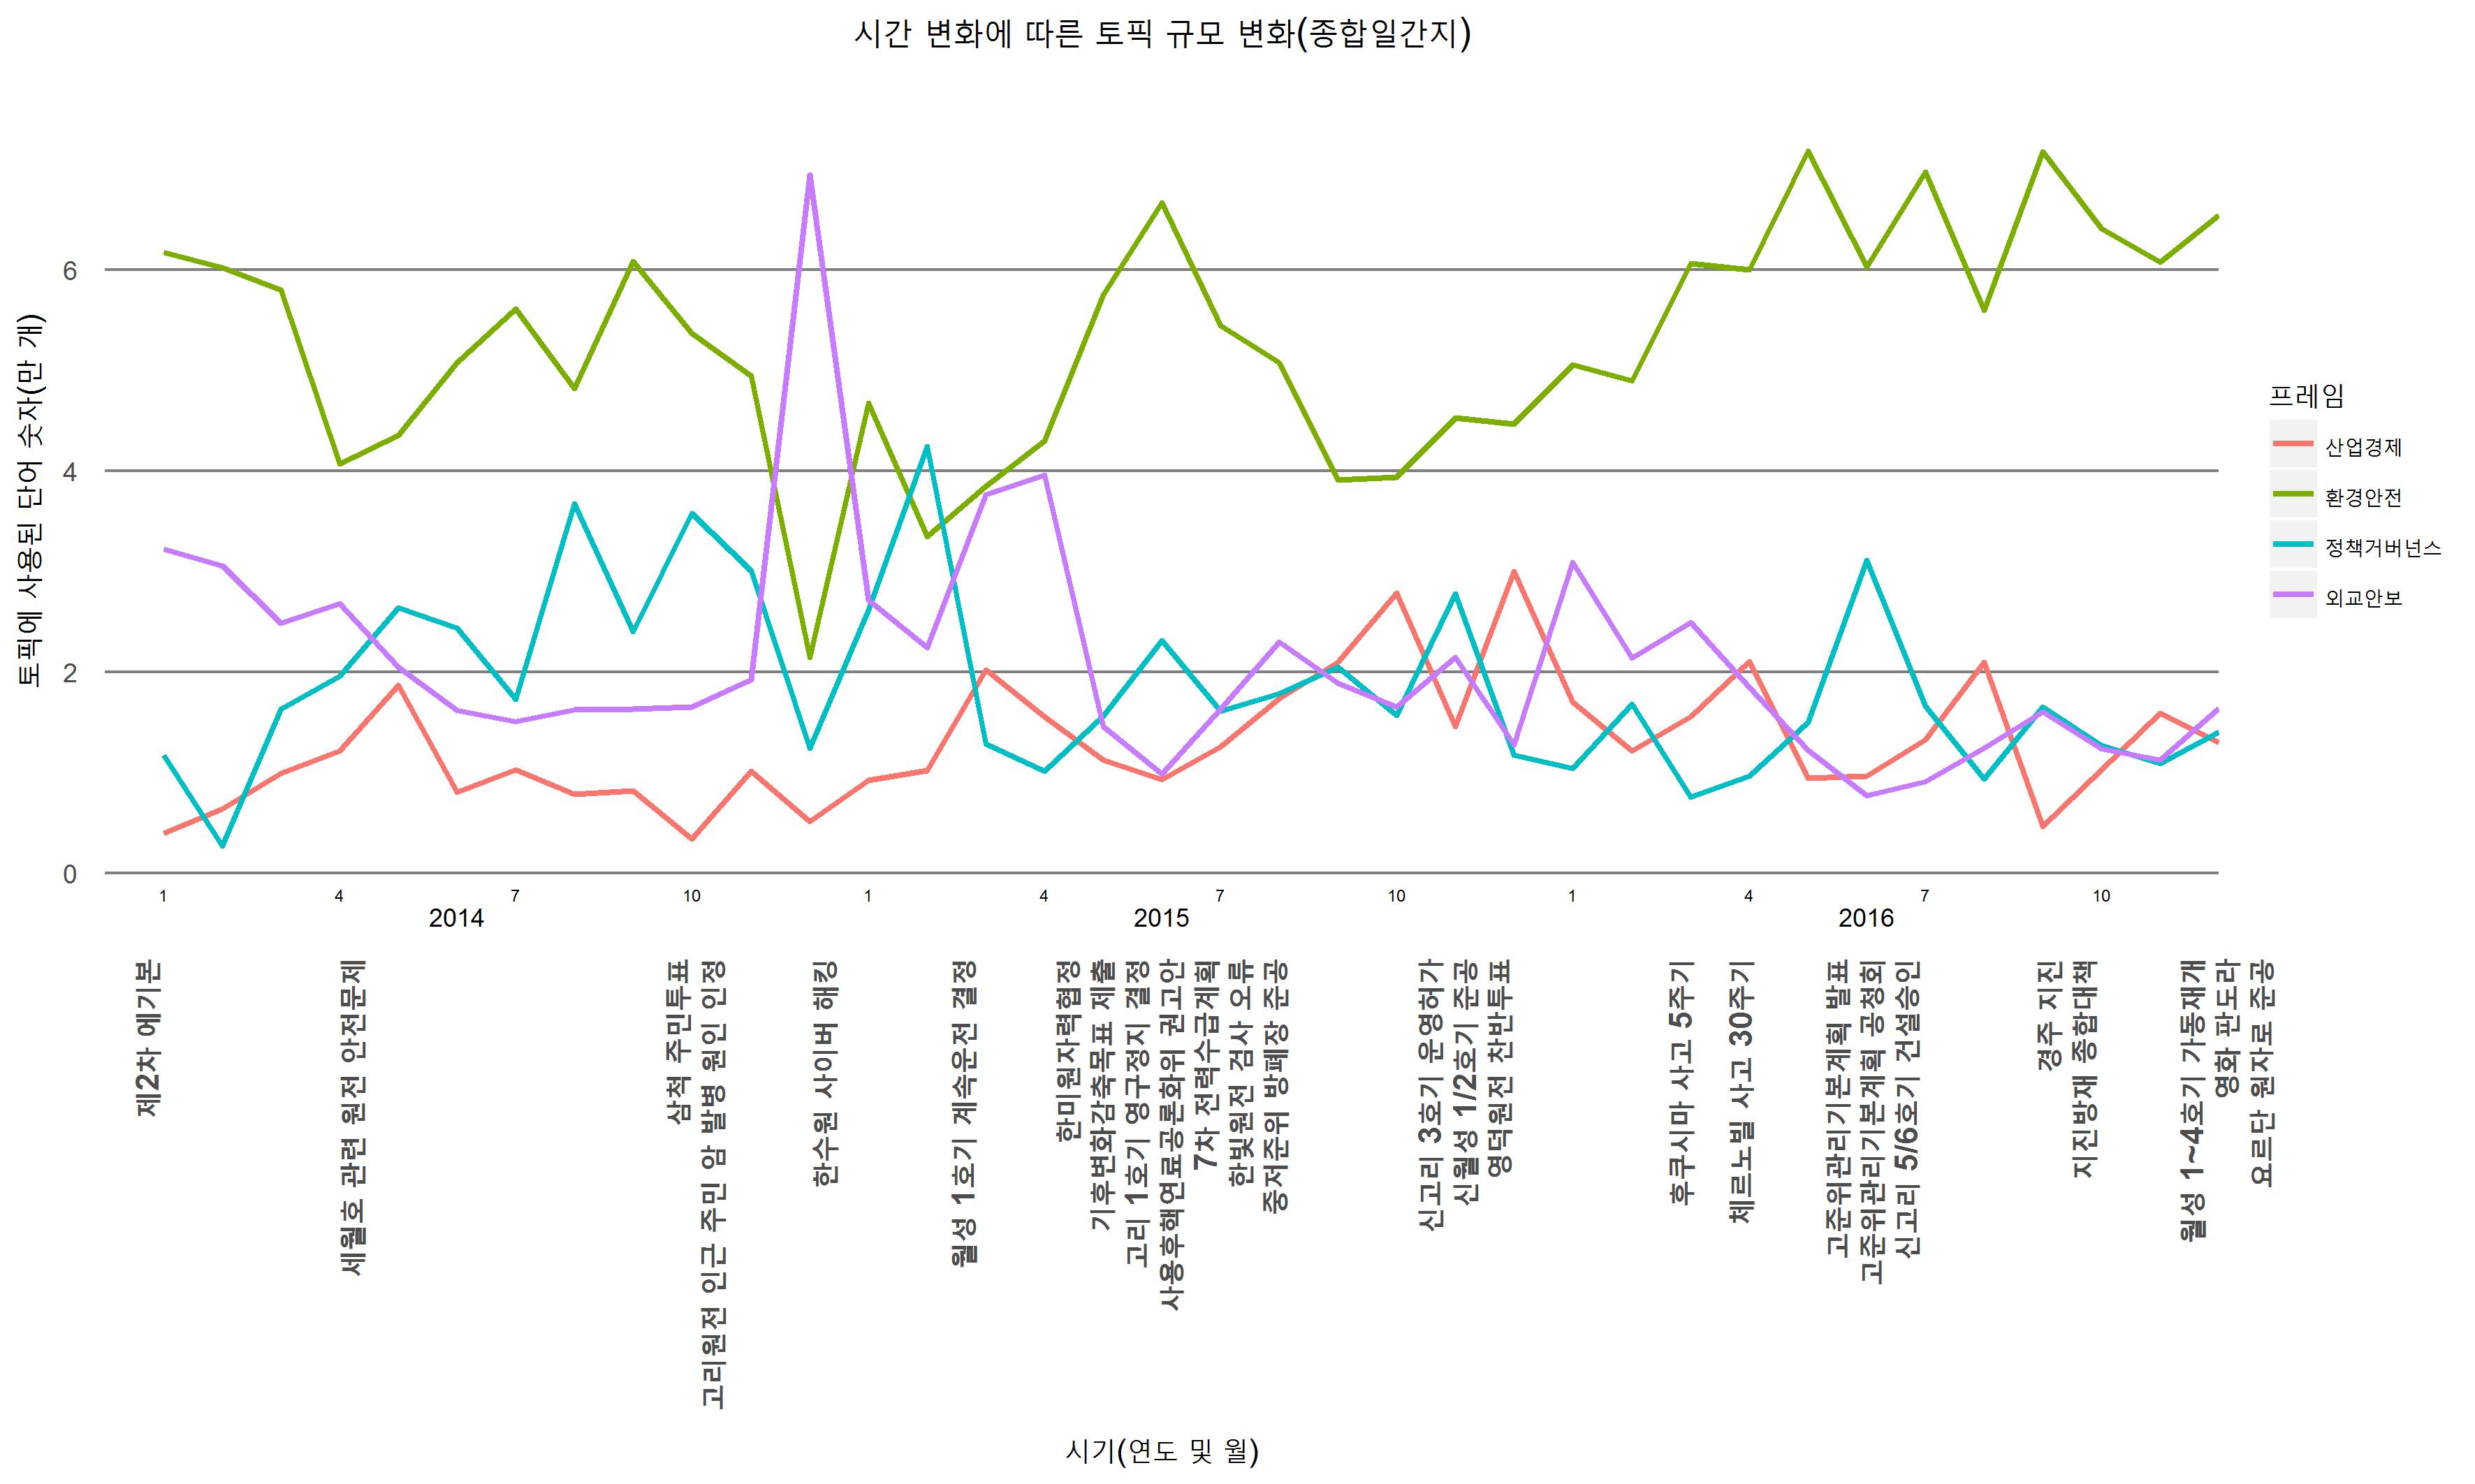 시간 변화에 따른 토픽 규모 변화(종합일간지)
토픽에 사용된 단어 숫자(만 개)
6
4
2
0
프레임
산업경제
환경안전
정책거버넌스
외교안보
1 4 7 10 1 4 7 10 1 4 7 10
2014 2015 2016
제2차 에기본
세월호 관련 원전 안전문제
삼척 주민투표
고리원전 인근 주민 암 발병 원인 인정
한수원 사이버 해킹
월성 1호기 계속운전 결정
한미원자력협정
기후변화감축목표 제출
고리 1호기 영구정지 결정
사용후핵연료공론화위 권고안
7차 전력수급계획
한빛원전 검사 오류
중저준위 방폐장 준공
신고리 3호기 운영허가
신월성 1/2호기 준공
영덕원전 찬반투표
후쿠시마 사고 5주기
체르노빌 사고 30주기
고준위관리기본계획 발표
고준위관리기본계획 공청회
신고리 5/6호기 건설승인
경주 지진
지진방재 종합대책
월성 1~4호기 가동재개
영화 판도라
요르단 원자로 준공
시기(연도 및 월)